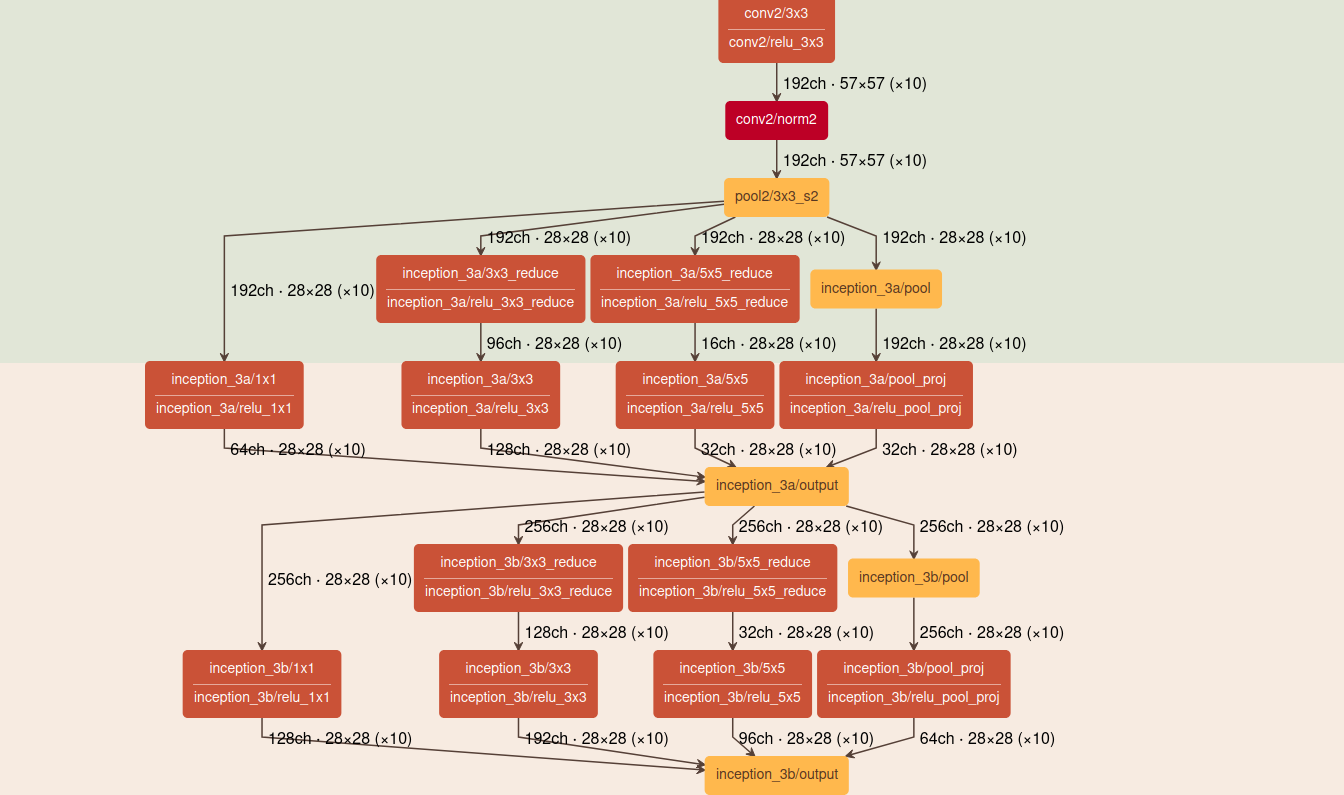 conv2/3x3
conv2/relu_3x3
192ch · 57×57 (×10)
conv2/norm2
192ch · 57×57 (×10)
pool2/3x3_s2
192ch · 28×28 (×10)
192ch · 28×28 (×10)
192ch · 28×28 (×10)
192ch · 28×28 (×10)
inception_3a/3x3_reduce
inception_3a/relu_3x3_reduce
inception_3a/5x5_reduce
inception_3a/relu_5x5_reduce
inception_3a/pool
96ch · 28×28 (×10)
16ch · 28×28 (×10)
192ch · 28×28 (×10)
inception_3a/1x1
inception_3a/relu_1x1
inception_3a/3x3
inception_3a/relu_3x3
inception_3a/5x5
inception_3a/relu_5x5
inception_3a/pool_proj
inception_3a/relu_pool_proj
64ch · 28×28 (×10)
128ch · 28×28 (×10)
32ch · 28×28 (×10)
32ch · 28×28 (×10)
inception_3a/output
256ch · 28×28 (×10)
256ch · 28×28 (×10)
256ch · 28×28 (×10)
256ch · 28×28 (×10)
inception_3b/3x3_reduce
inception_3b/relu_3x3_reduce
inception_3b/5x5_reduce
inception_3b/relu_5x5_reduce
inception_3b/pool
128ch · 28×28 (×10)
32ch · 28×28 (×10)
256ch · 28×28 (×10)
inception_3b/1x1
inception_3b/relu_1x1
inception_3b/3x3
inception_3b/relu_3x3
inception_3b/5x5
inception_3b/relu_5x5
inception_3b/pool_proj
inception_3b/relu_pool_proj
128ch · 28×28 (×10)
192ch · 28×28 (×10)
96ch · 28×28 (×10)
64ch · 28×28 (×10)
inception_3b/output